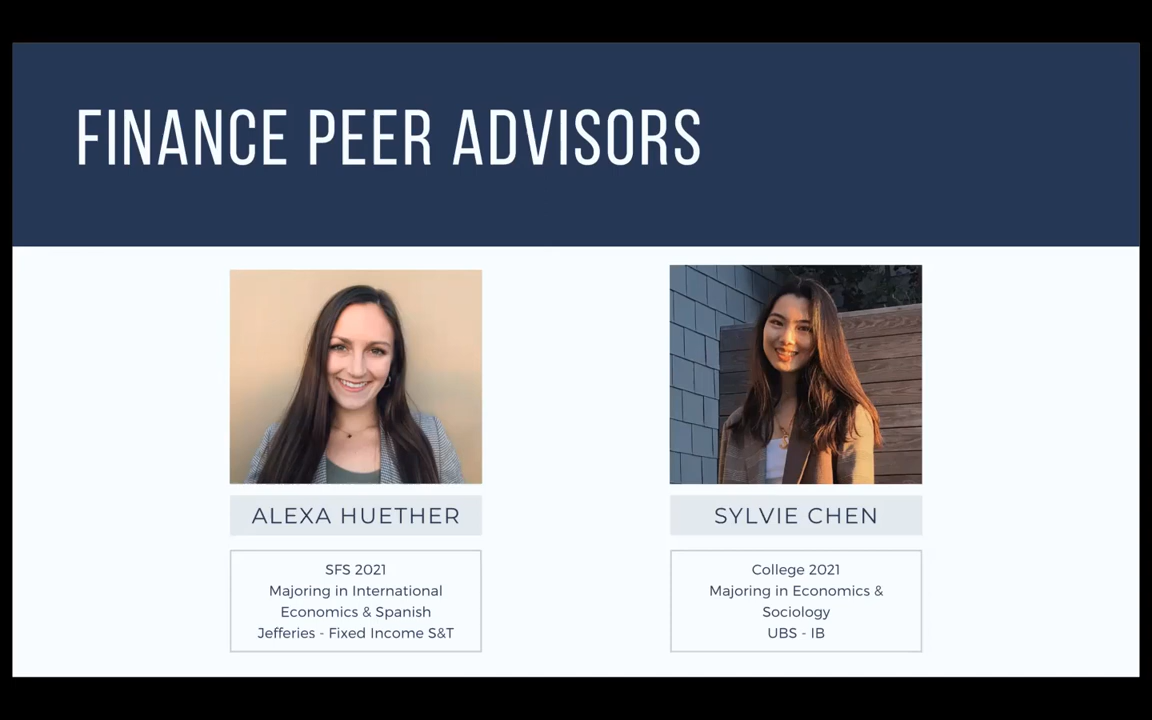 FINANCE PEER ADVISORS
ALEXA HUETHER
SFS 2021
Majoring in International
Economics & Spanish
Jefferies - Fixed Income S&T
SYLVIE CHEN
College 2021
Majoring in Economics &
Sociology
UBS - IB